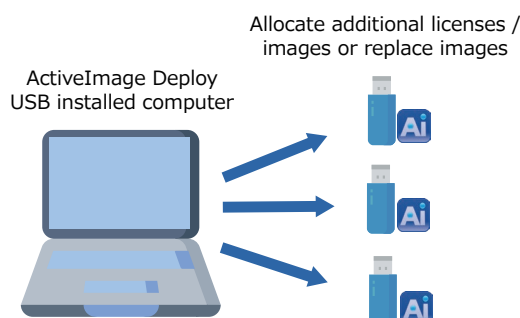 Allocate additional licenses /
images or replace images
ActiveImage Deploy
USB installed computer
Ai
Ai
Ai